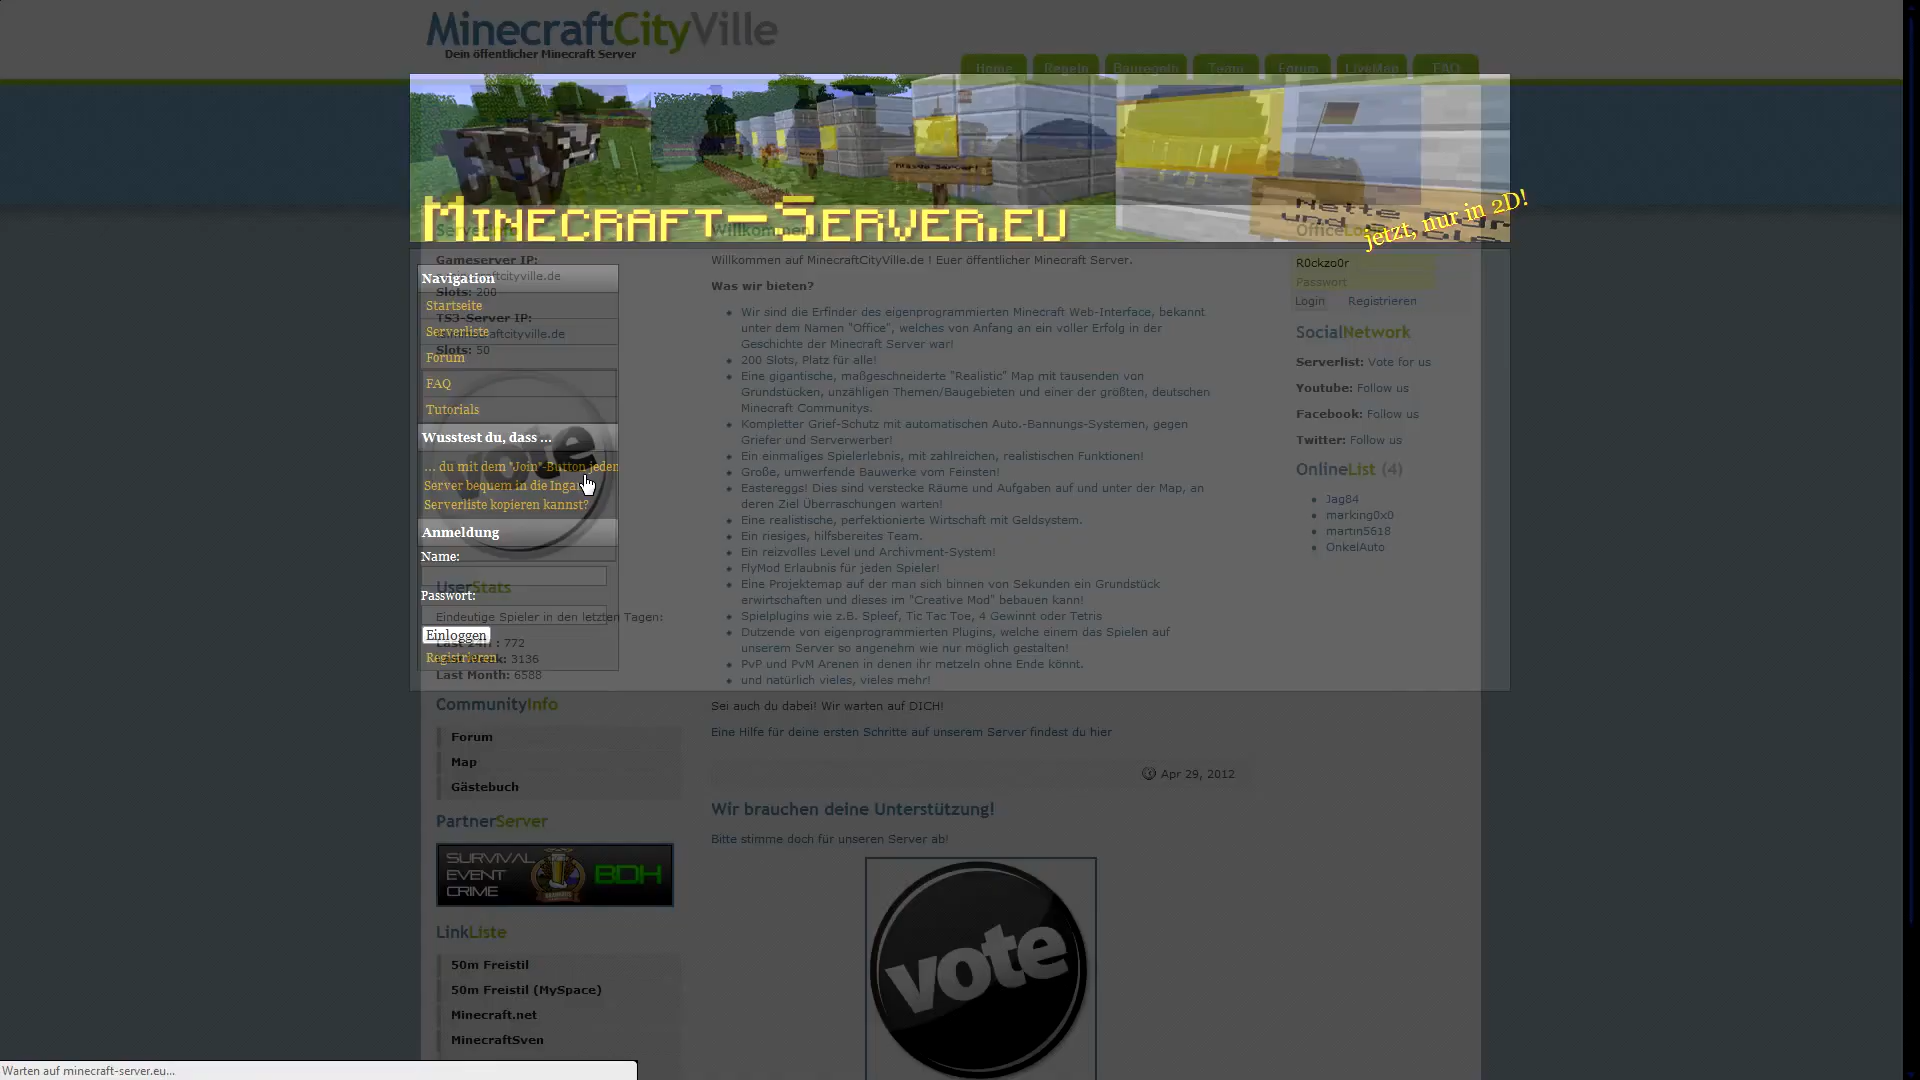 MinecraftCityVille
Dein öffentlicher Minecraft Server
Home Regeln Bauregeln Team Forum LiveMap FAQ
Minecraft-Server.eu
jetzt, nur in 2D!
Nette
und
Navigation
Startseite
Serverliste
Forum
FAQ
Tutorials
Wusstest du, dass ...
... du mit dem "Join"-Button jeden
Server bequem in die
Serverliste kopieren kannst?
Anmeldung
Name:
Passwort:
Einloggen
Registrieren
Gameserver IP:
Slots: 200
TS3-Server IP:
Slots: 50
vote
UserStats
Eindeutige Spieler in den letzten Tagen:
Last 24h : 772
3136
Last Month: 6588
CommunityInfo
Forum
Map
Gästebuch
PartnerServer
SURVIVAL
EVENT
CRIME
BDH
LinkListe
50m Freistil
50m Freistil (MySpace)
Minecraft.net
MinecraftSven
Willkommen
Willkommen auf MinecraftCityVille.de ! Euer öffentlicher Minecraft Server.
Was wir bieten?
Wir sind die Erfinder des eigenprogrammierten Minecraft Web-Interface, bekannt
unter dem Namen "Office", welches von Anfang an ein voller Erfolg in der
Geschichte der Minecraft Server war!
200 Slots, Platz für alle!
Eine gigantische, maßgeschneiderte "Realistic" Map mit tausenden von
Grundstücken, unzähligen Themen/Baugebieten und einer der größten, deutschen
Minecraft Communitys.
Kompletter Grief-Schutz mit automatischen Auto.-Bannungs-Systemen, gegen
Griefer und Serverwerber!
Ein einmaliges Spielerlebnis, mit zahlreichen, realistischen Funktionen!
Große, umwerfende Bauwerke vom Feinsten!
Eastereggs! Dies sind verstecke Räume und Aufgaben auf und unter der Map, an
deren Ziel Überraschungen warten!
Eine realistische, perfektionierte Wirtschaft mit Geldsystem.
Ein riesiges, hilfsbereites Team.
Ein reizvolles Level und Archivment-System!
FlyMod Erlaubnis für jeden Spieler!
Eine Projektemap auf der man sich binnen von Sekunden ein Grundstück
erwirtschaften und dieses im "Creative Mod" bebauen kann!
Spielplugins wie z.B. Spleef, Tic Tac Toe, 4 Gewinnt oder Tetris
Dutzende von eigenprogrammierten Plugins, welche einem das Spielen auf
unserem Server so angenehm wie nur möglich gestalten!
PvP und PvM Arenen in denen ihr metzeln ohne Ende könnt.
und natürlich vieles, vieles mehr!
Sei auch du dabei! Wir warten auf DICH!
Eine Hilfe für deine ersten Schritte auf unserem Server findest du hier
Apr 29, 2012
Wir brauchen deine Unterstützung!
Bitte stimme doch für unseren Server ab!
vote
R0ckzo0r
Passwort
Login Registrieren
SocialNetwork
Serverlist: Vote for us
Youtube: Follow us
Facebook: Follow us
Twitter: Follow us
OnlineList (4)
Jag84
marking0x0
martin5618
OnkelAuto
Warten auf minecraft-server.eu...